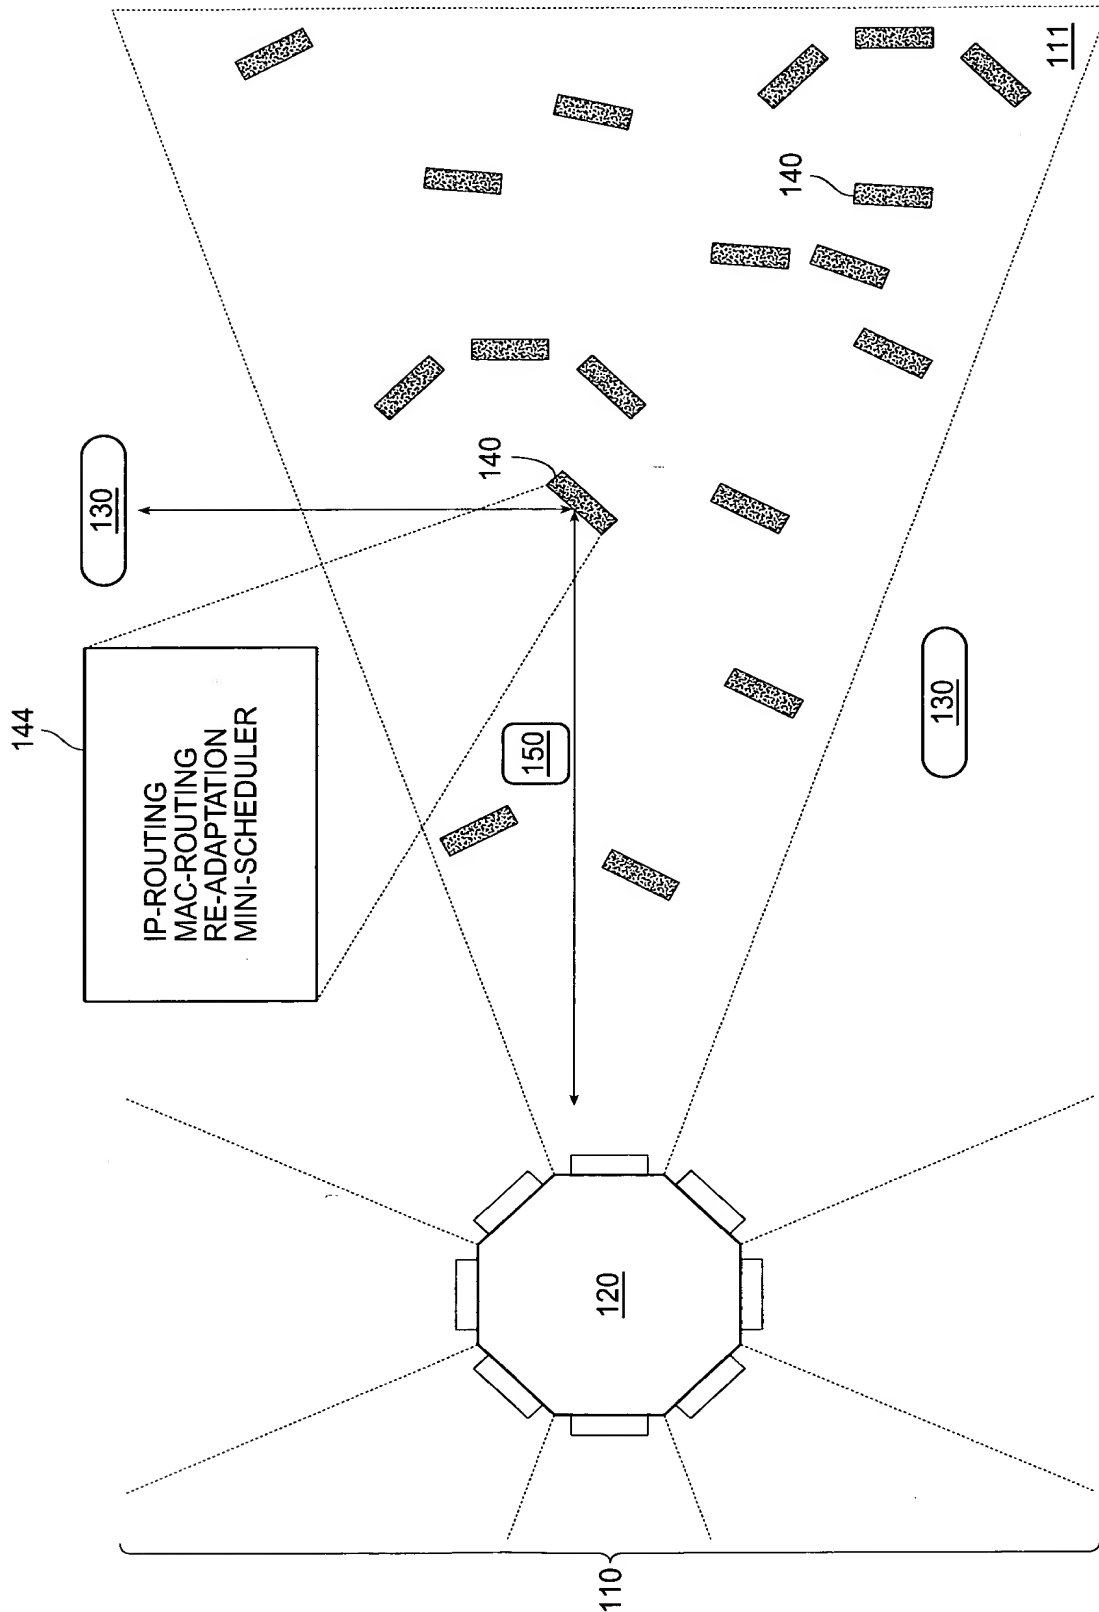 144
IP-ROUTING
MAC-ROUTING
RE-ADAPTATION
MINI-SCHEDULER
130
140
150
140
111
130
120
110